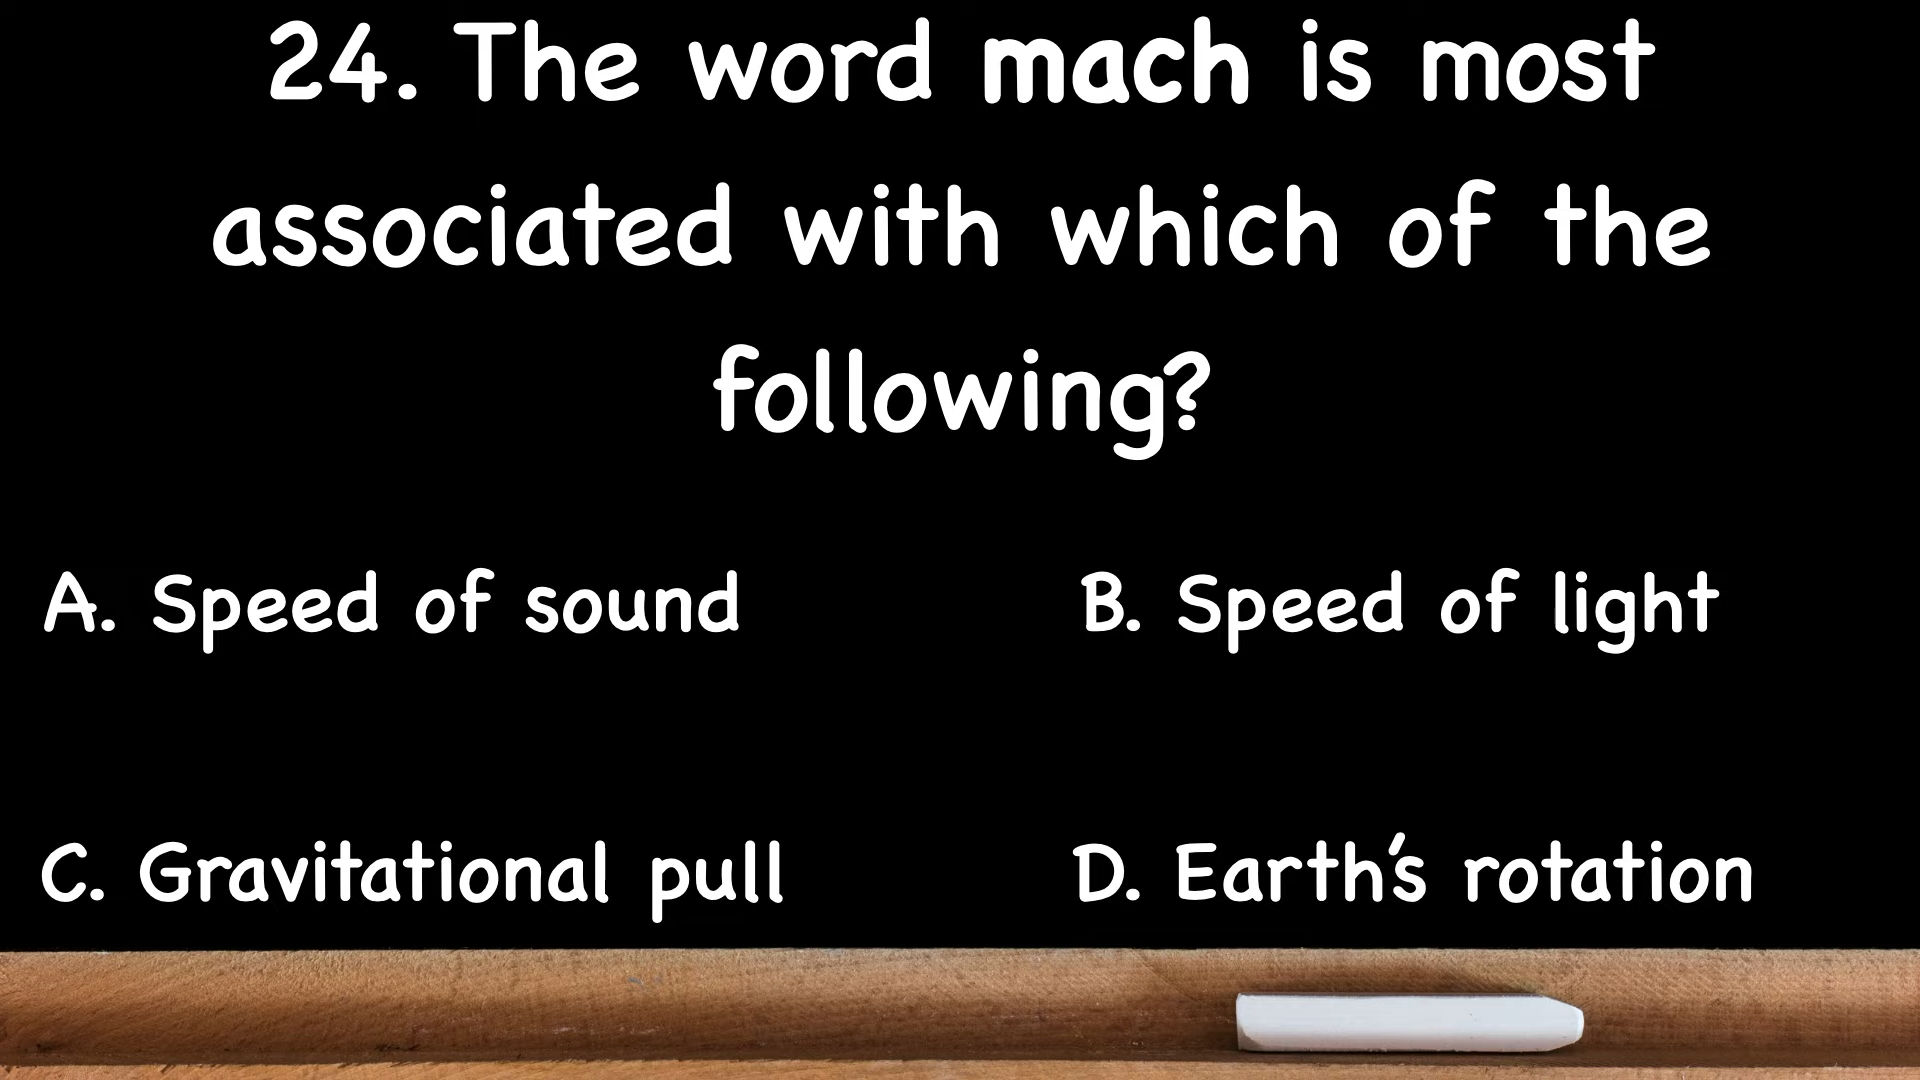 24. The word mach is most
associated with which of the
following?
A. Speed of sound
B. Speed of light
C. Gravitational pull
D. Earth's rotation